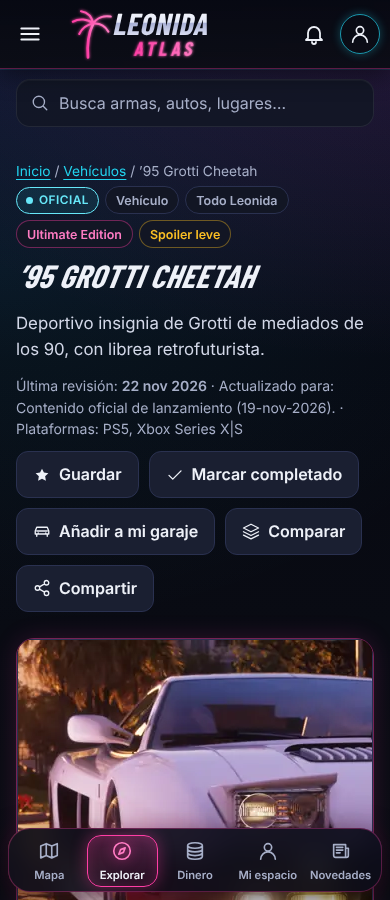 LEONIDA
ATLAS
Busca armas, autos, lugares...
Inicio / Vehículos / '95 Grotti Cheetah
OFICIAL
Vehículo
Todo Leonida
Ultimate Edition
Spoiler leve
'95 GROTTI CHEETAH
Deportivo insignia de Grotti de mediados de
los 90, con librea retrofuturista.
Última revisión: 22 nov 2026 · Actualizado para:
Contenido oficial de lanzamiento (19-nov-2026). ·
Plataformas: PS5, Xbox Series X|S
Guardar
Marcar completado
Añadir a mi garaje
Comparar
Compartir
Mapa
Explorar
Dinero
Mi espacio
Novedades